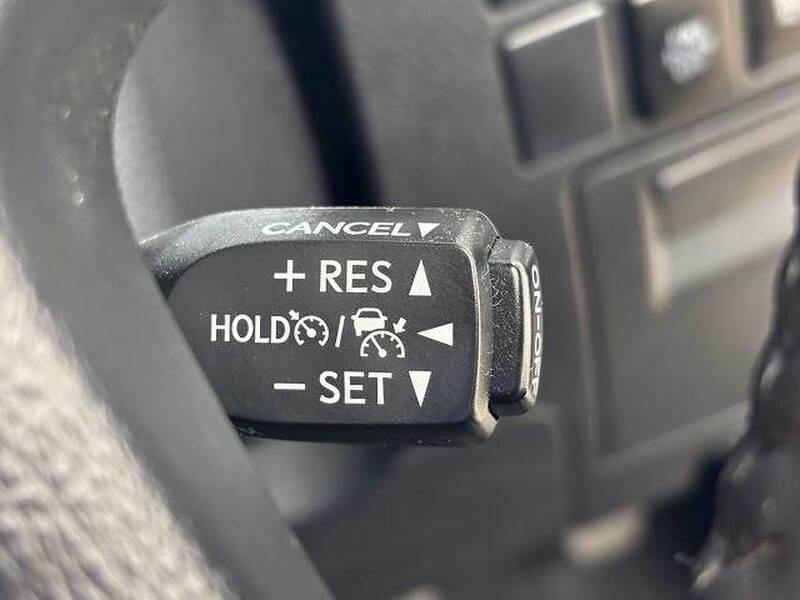 CANCEL▼
+ RES ▲
HOLD / ◀
− SET ▼
ON-OFF